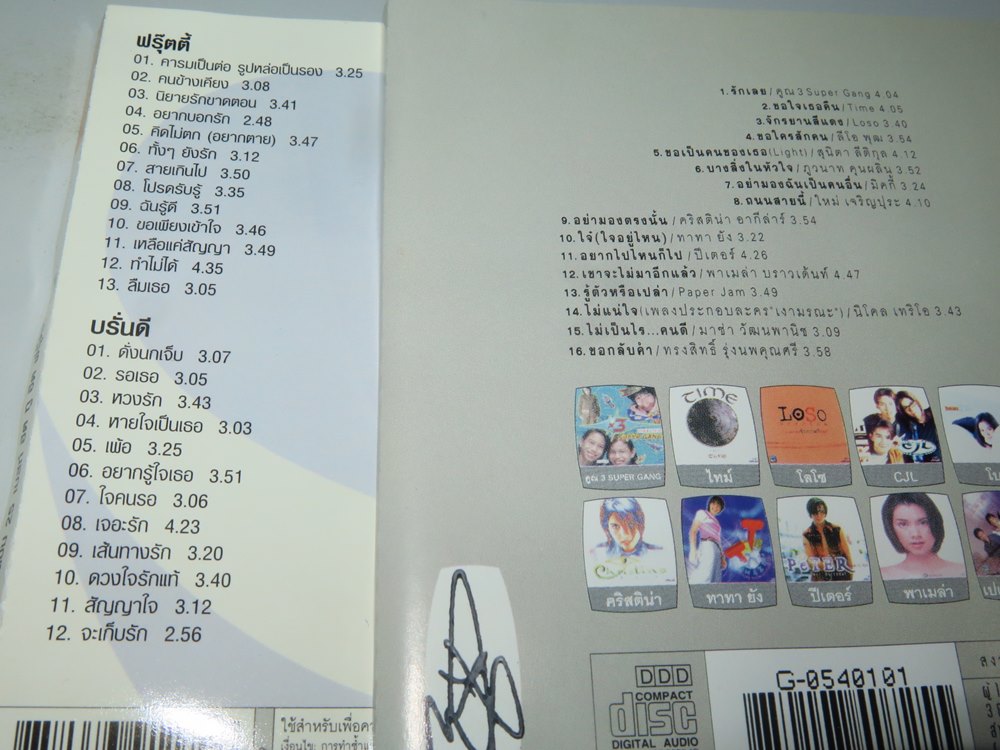 ฟรุ๊ตตี้
01. คารมเป็นต่อ รูปหล่อเป็นรอง 3.25
02. คนข้างเคียง 3.08
03. นิยายรักขาดตอน 3.41
04. อยากบอกรัก 2.48
05. คิดไม่ตก (อยากตาย) 3.47
06. ทั้งๆ ยังรัก 3.12
07. สายเกินไป 3.50
08. โปรดรับรู้ 3.35
09. ฉันรู้ดี 3.51
10. ขอเพียงเข้าใจ 3.46
11. เหลือแค่สัญญา 3.49
12. ทำไม่ได้ 4.35
13. ลืมเธอ 3.05
บรั่นดี
01. ดั่งนกเจ็บ 3.07
02. รอเธอ 3.05
03. หวงรัก 3.43
04. หายใจเป็นเธอ 3.03
05. เพ้อ 3.25
06. อยากรู้ใจเธอ 3.51
07. ใจคนรอ 3.06
08. เจอะรัก 4.23
09. เส้นทางรัก 3.20
10. ดวงใจรักแท้ 3.40
11. สัญญาใจ 3.12
12. จะเก็บรัก 2.56
1.รักเลย/คูณ3 Super Gang 4.04
2.ขอใจเธอคืน/Time 4.05
3.จักรยานสีแดง/Loso 3.40
4.ขอใครสักคน/ลีโอ พุฒ 3.54
5.ขอเป็นคนของเธอ(Light)/สุนิตา ลีติกุล 4.12
6.บางสิ่งในหัวใจ/ภูวนาท คุนผลิน 3.52
7.อย่ามองฉันเป็นคนอื่น/มิคกี้ 3.24
8.ถนนสายนี้/ใหม่ เจริญปุระ 4.10
9.อย่ามองตรงนั้น/คริสติน่า อากีล่าร์ 3.54
10.ใจ๋(ใจอยู่ไหน)/ทาทา ยัง 3.22
11.อยากไปไหนก็ไป/ปีเตอร์ 4.26
12.เขาจะไม่มาอีกแล้ว/พาเมล่า บราวเด้นท์ 4.47
13.รู้ตัวหรือเปล่า/Paper Jam 3.49
14.ไม่แน่ใจ(เพลงประกอบละคร"เงามรณะ")/นิโคล เทริโอ 3.43
15.ไม่เป็นไร...คนดี/มาช่า วัฒนพานิช 3.09
16.ขอกลับคำ/ทรงสิทธิ์ รุ่งนพคุณศรี 3.58
x3
SUPER GANG
TIME
LOSO
CJL
คูณ 3 SUPER GANG
ไทม์
โลโซ
CJL
Christina
PETER
คริสติน่า
ทาทา ยัง
ปีเตอร์
พาเมล่า
DDD
COMPACT
disc
DIGITAL AUDIO
G-0540101